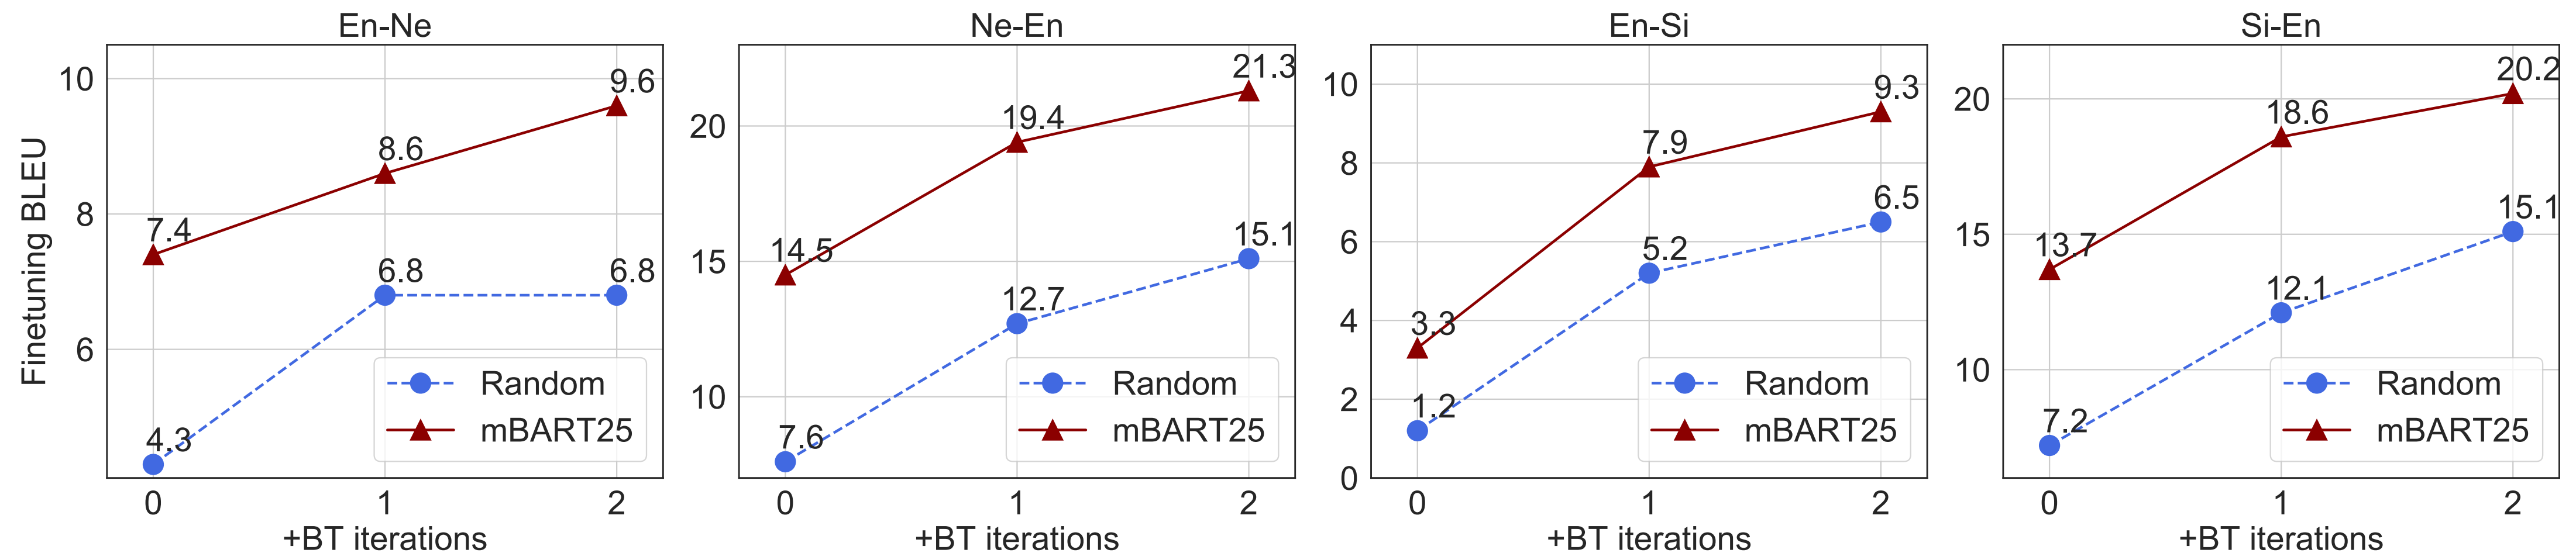 En-Ne
Finetuning BLEU
10
8
6
7.4
8.6
9.6
4.3
6.8
6.8
Random
mBART25
0 1 2
+BT iterations
Ne-En
20
15
10
14.5
19.4
21.3
7.6
12.7
15.1
Random
mBART25
0 1 2
+BT iterations
En-Si
10
8
6
4
2
0
3.3
7.9
9.3
1.2
5.2
6.5
Random
mBART25
0 1 2
+BT iterations
Si-En
20
15
10
13.7
18.6
20.2
7.2
12.1
15.1
Random
mBART25
0 1 2
+BT iterations